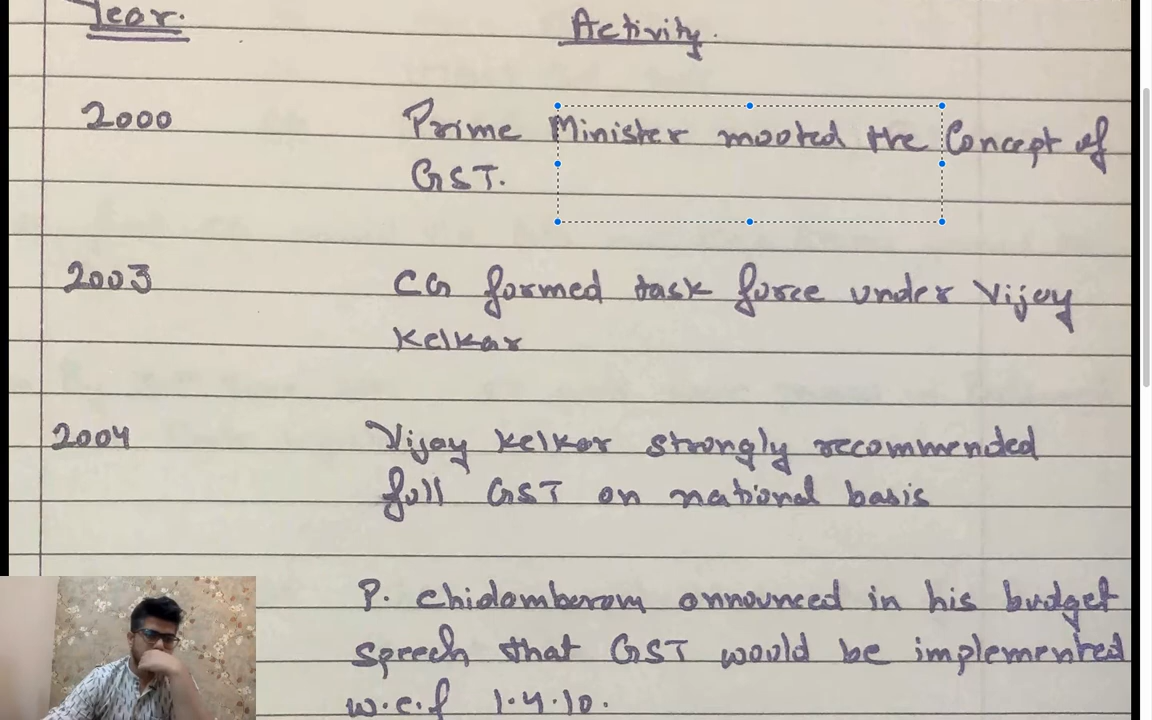 Year. Activity.
2000 Prime Minister mooted the Concept of
GST.
2003 CG formed task force under Vijay
Kelkar
2004 Vijay Kelkar strongly recommended
full GST on national basis
P. Chidamberam announced in his budget
speech that GST would be implemented
w.e.f 1.4.10.